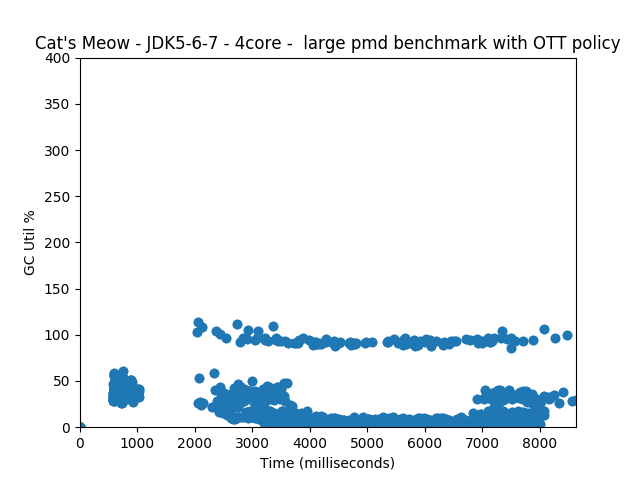 Cat's Meow - JDK5-6-7 - 4core -  large pmd benchmark with OTT policy
400
350
300
250
200
150
100
50
0
GC Util %
0 1000 2000 3000 4000 5000 6000 7000 8000
Time (milliseconds)